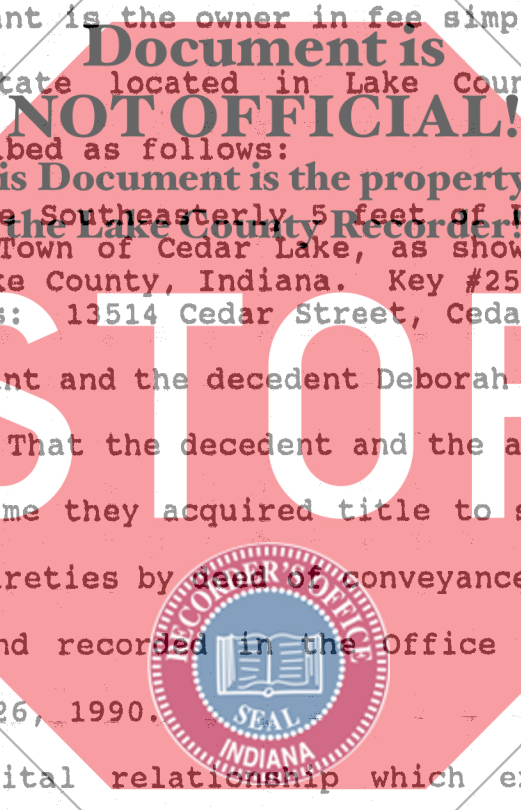 nt is the owner in fee simp
Document is
tate located in Lake Coun
NOT OFFICIAL!
bed as follows:
is Document is the property
e Southeasterly 5 feet of
the Lake County Recorder!
Town of Cedar Lake, as show
ke County, Indiana. Key #25
s: 13514 Cedar Street, Ceda
STOP
nt and the decedent Deborah
That the decedent and the a
me they acquired title to s
ireties by deed of conveyance
nd recorded in the Office
26, 1990.
ital relationship which e
RECORDER'S OFFICE
SEAL
INDIANA